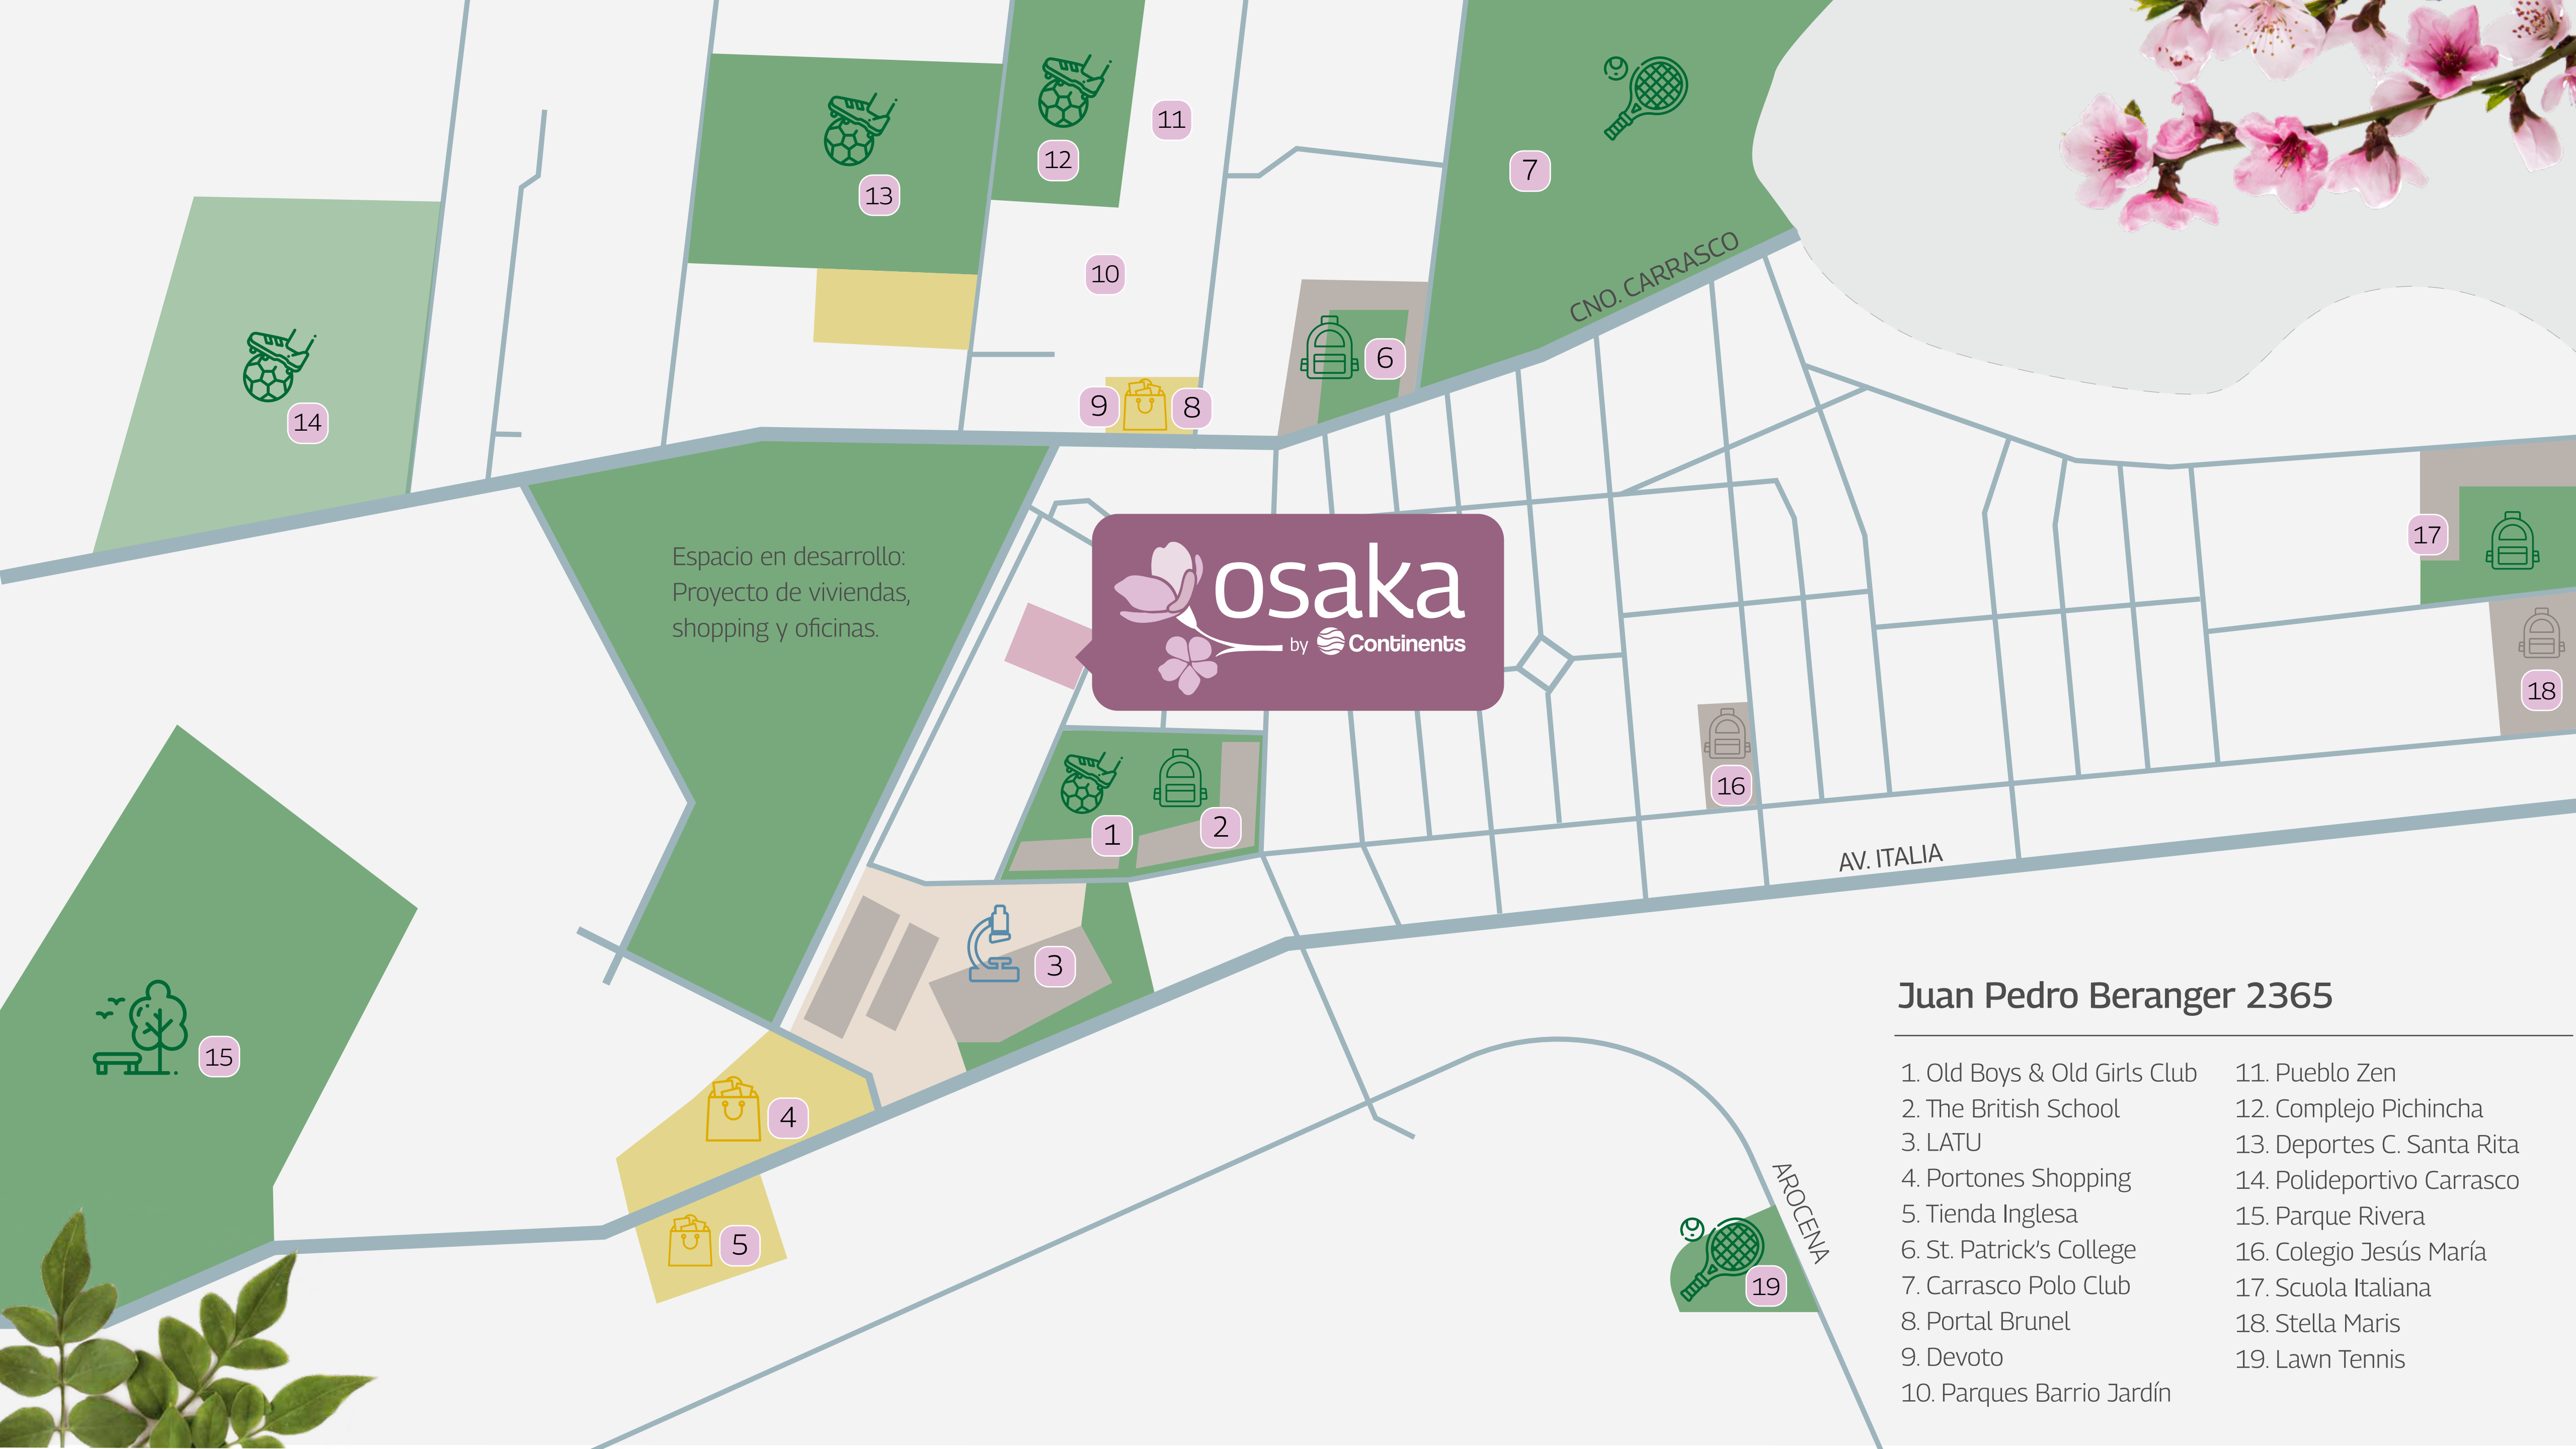 11
12
7
13
CNO. CARRASCO
10
6
9
8
14
17
Espacio en desarrollo:
Proyecto de viviendas,
shopping y oficinas.
osaka
by Continents
18
16
1
2
AV. ITALIA
3
15
4
5
AROCENA
19
Juan Pedro Beranger 2365
1. Old Boys & Old Girls Club
2. The British School
3. LATU
4. Portones Shopping
5. Tienda Inglesa
6. St. Patrick’s College
7. Carrasco Polo Club
8. Portal Brunel
9. Devoto
10. Parques Barrio Jardín
11. Pueblo Zen
12. Complejo Pichincha
13. Deportes C. Santa Rita
14. Polideportivo Carrasco
15. Parque Rivera
16. Colegio Jesús María
17. Scuola Italiana
18. Stella Maris
19. Lawn Tennis